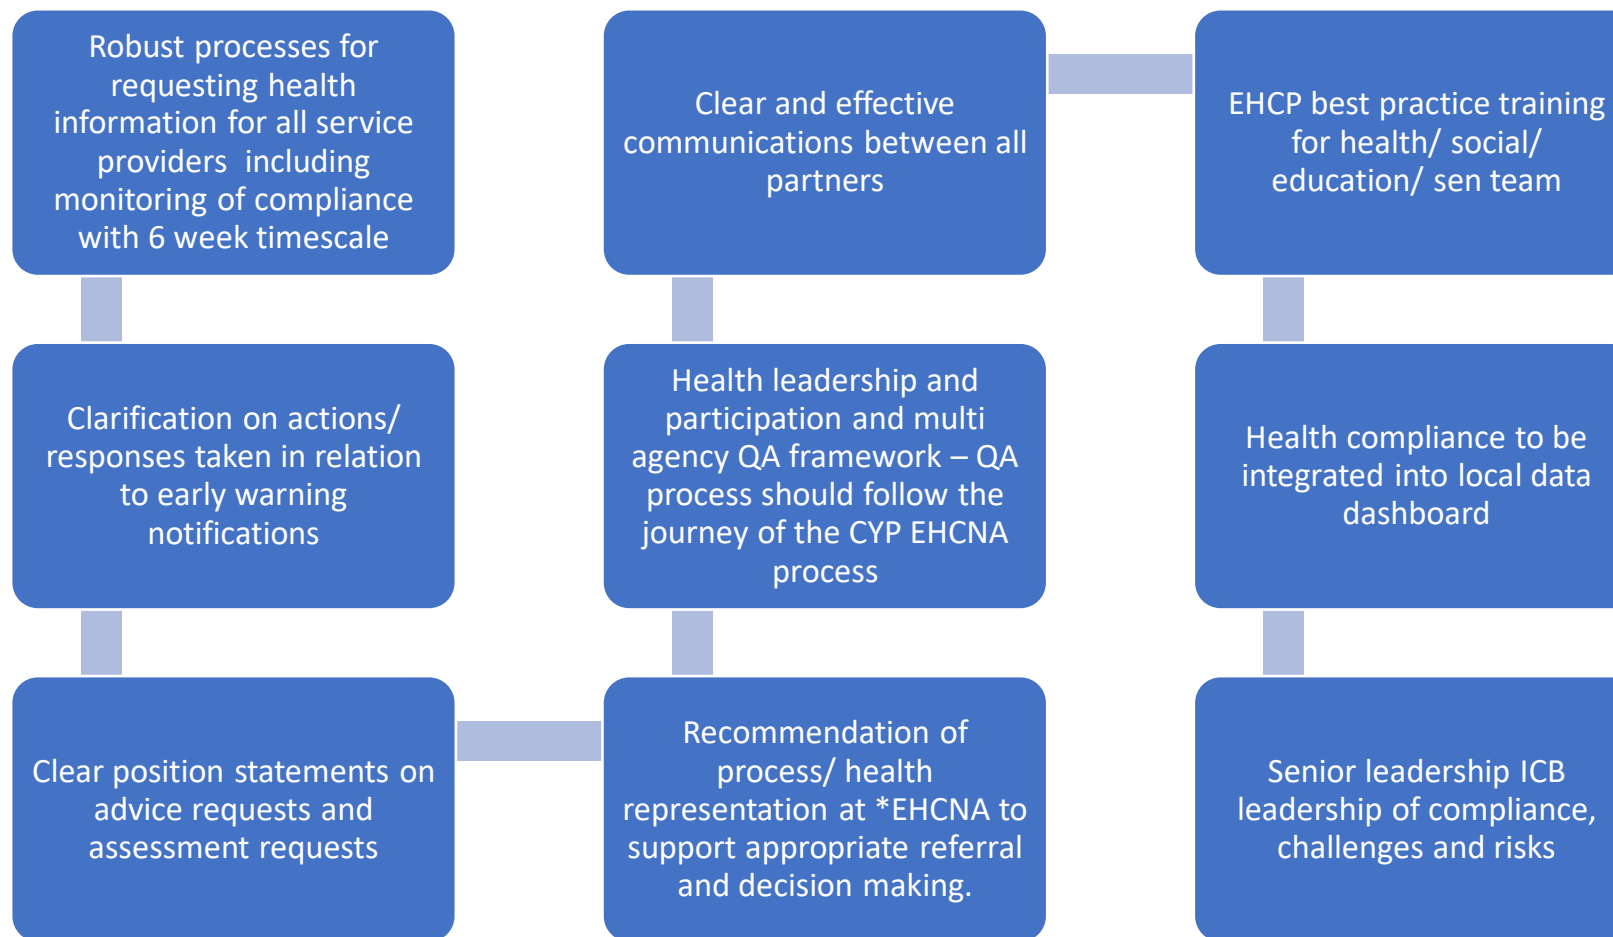 Robust processes for
requesting health
information for all service
providers including
monitoring of compliance
with 6 week timescale
Clarification on actions/
responses taken in relation
to early warning
notifications
Clear position statements on
advice requests and
assessment requests
Recommendation of
process/ health
representation at *EHCNA to
support appropriate referral
and decision making.
Health leadership and
participation and multi
agency QA framework – QA
process should follow the
journey of the CYP EHCNA
process
Clear and effective
communications between all
partners
EHCP best practice training
for health/ social/
education/ sen team
Health compliance to be
integrated into local data
dashboard
Senior leadership ICB
leadership of compliance,
challenges and risks